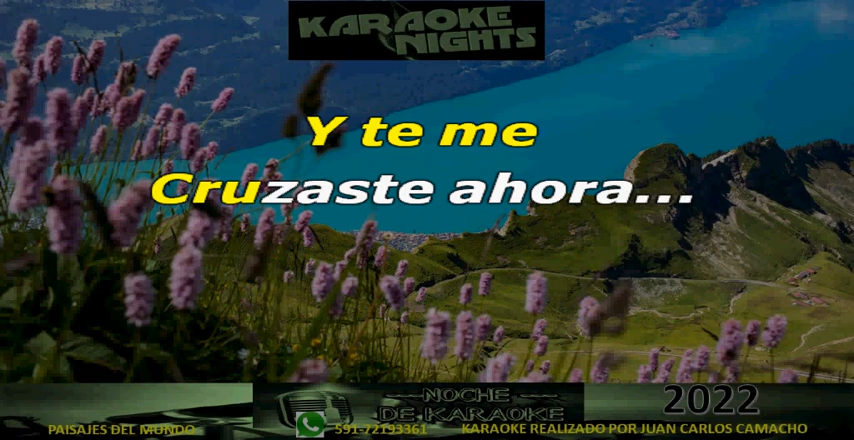 KARAOKE
NIGHTS
Y te me
Cruzaste ahora...
NOCHE
DE KARAOKE
2022
PAISAJES DEL MUNDO
591-72193361
KARAOKE REALIZADO POR JUAN CARLOS CAMACHO